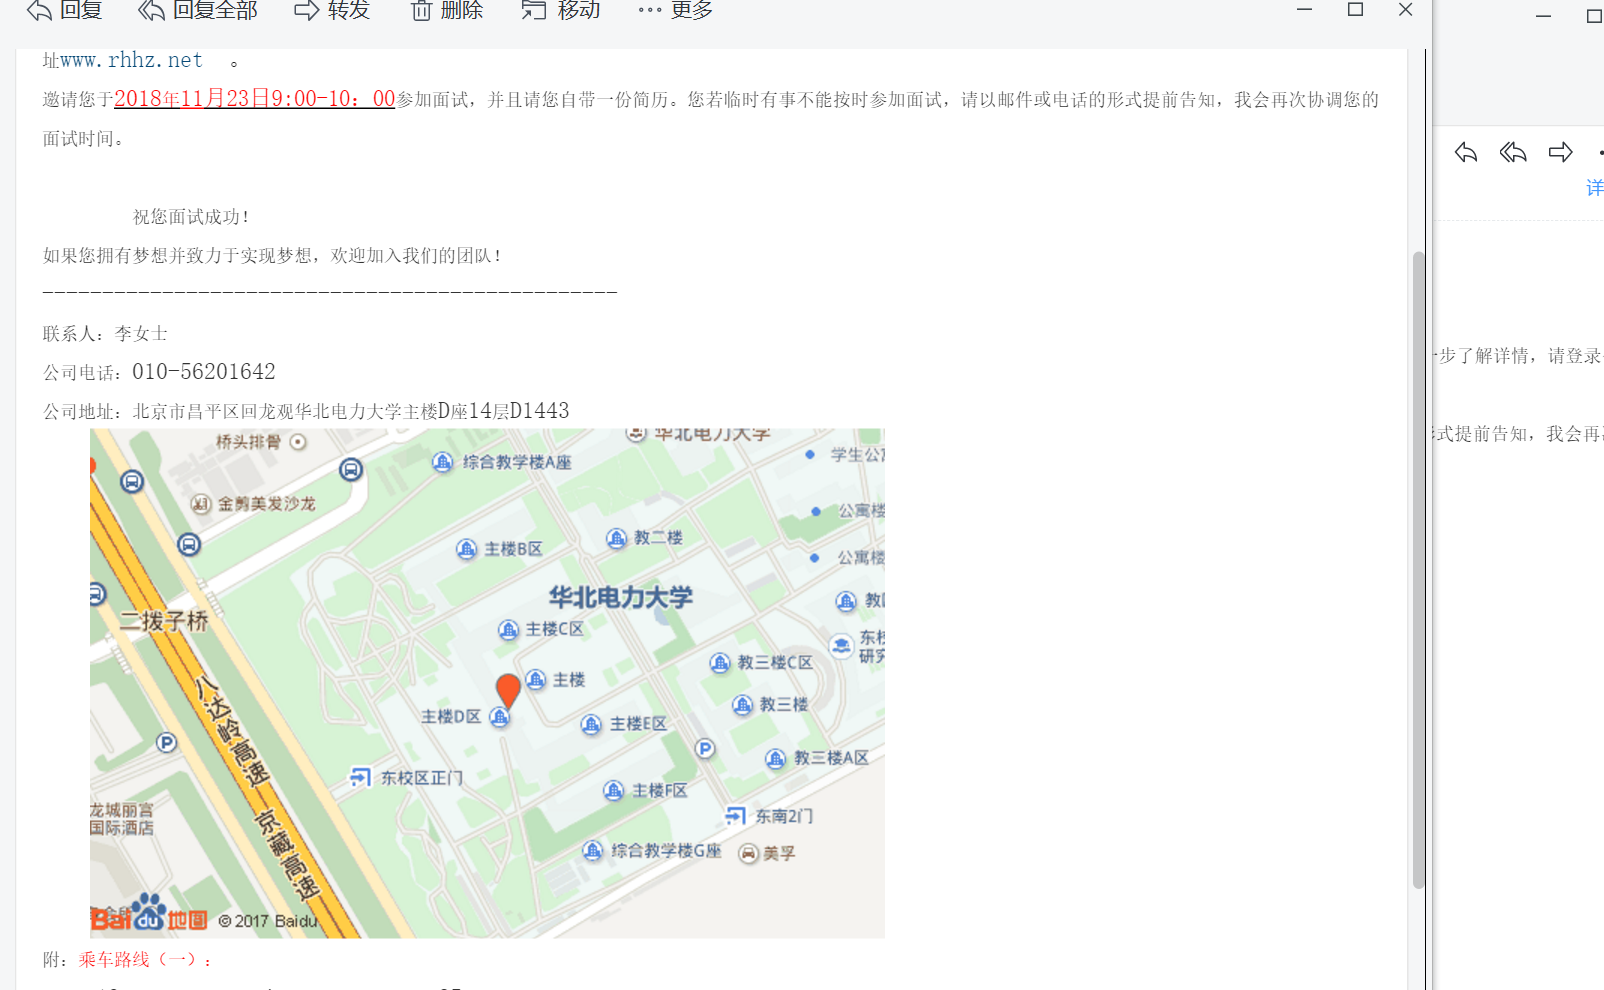 回复 回复全部 转发 删除 移动 更多
址www.rhhz.net 。
邀请您于2018年11月23日9:00-10：00参加面试，并且请您自带一份简历。您若临时有事不能按时参加面试，请以邮件或电话的形式提前告知，我会再次协调您的
面试时间。
祝您面试成功！
如果您拥有梦想并致力于实现梦想，欢迎加入我们的团队！
------------------------------------------------
联系人：李女士
公司电话：010-56201642
公司地址：北京市昌平区回龙观华北电力大学主楼D座14层D1443
桥头排骨
华北电力大学
综合教学楼A座
学生公
金剪美发沙龙
公寓楼
教二楼
主楼B区
公寓楼
华北电力大学
教
二拨子桥
主楼C区
东校
研究
教三楼C区
主楼
八达岭高速
教三楼
主楼D区
主楼E区
P
P
教三楼A区
东校区正门
主楼F区
龙城丽宫
国际酒店
京藏高速
东南2门
综合教学楼G座
美孚
Bai du 地图 © 2017 Baidu
附：乘车路线（一）：
详
步了解详情，请登录
式提前告知，我会再